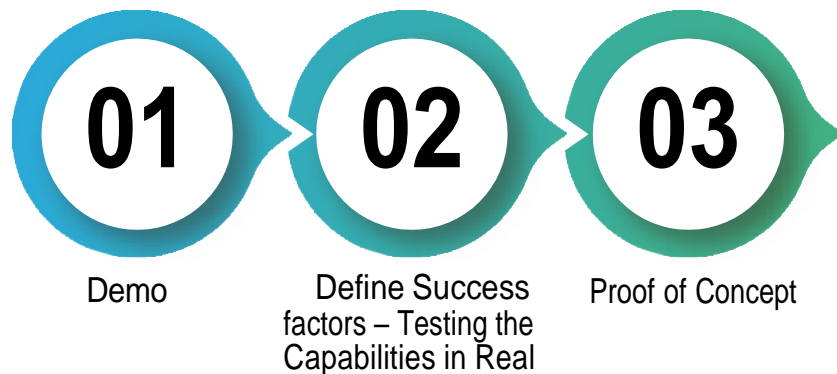 01
02
03
Demo
Define Success
factors – Testing the
Capabilities in Real
Proof of Concept